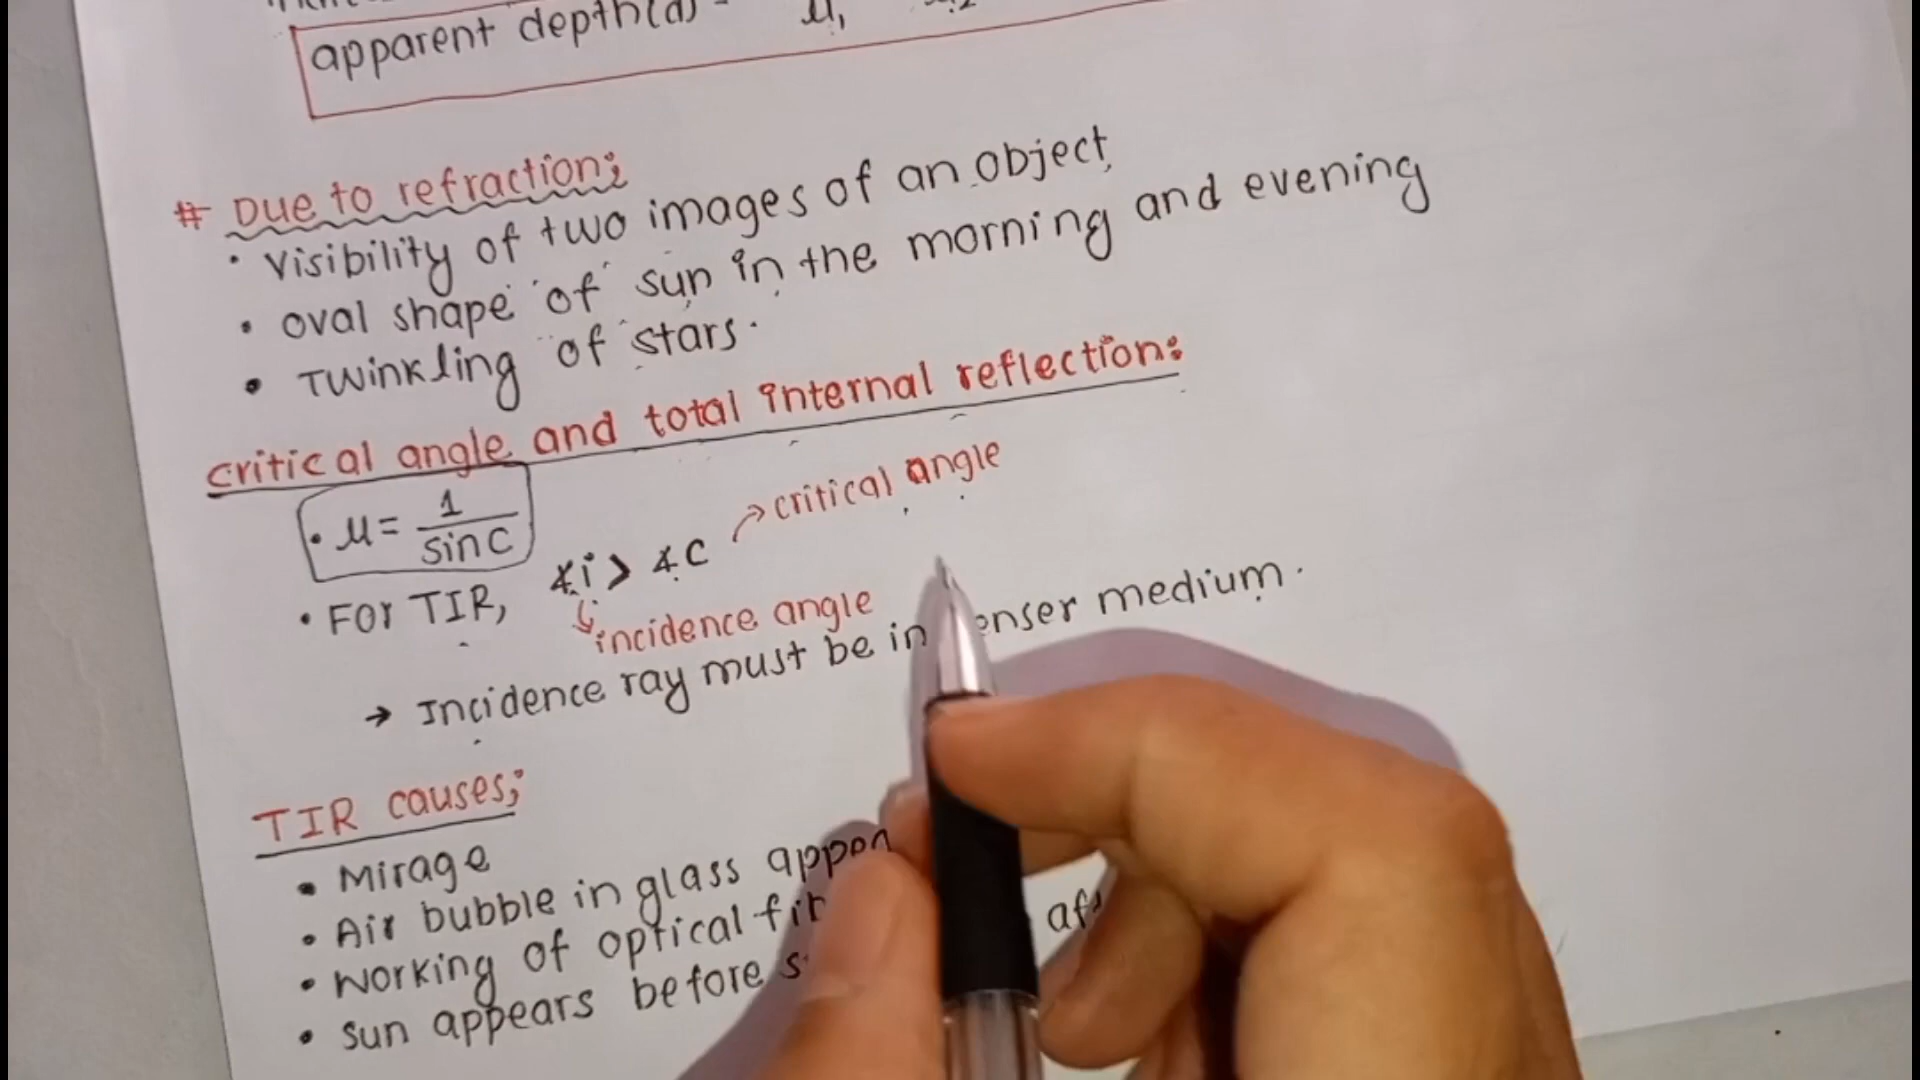 apparent depth(d) = μ₁
# Due to refraction;
• Visibility of two images of an object
• oval shape of sun in the morning and evening
• Twinkling of stars.
critical angle and total internal reflection:
• μ = 1/sin C
→ critical angle
• For TIR, ∡i > ∡C
↳ incidence angle
→ Incidence ray must be in enser medium.
TIR causes;
• Mirage
• Air bubble in glass
• Working of optical
• sun appears before